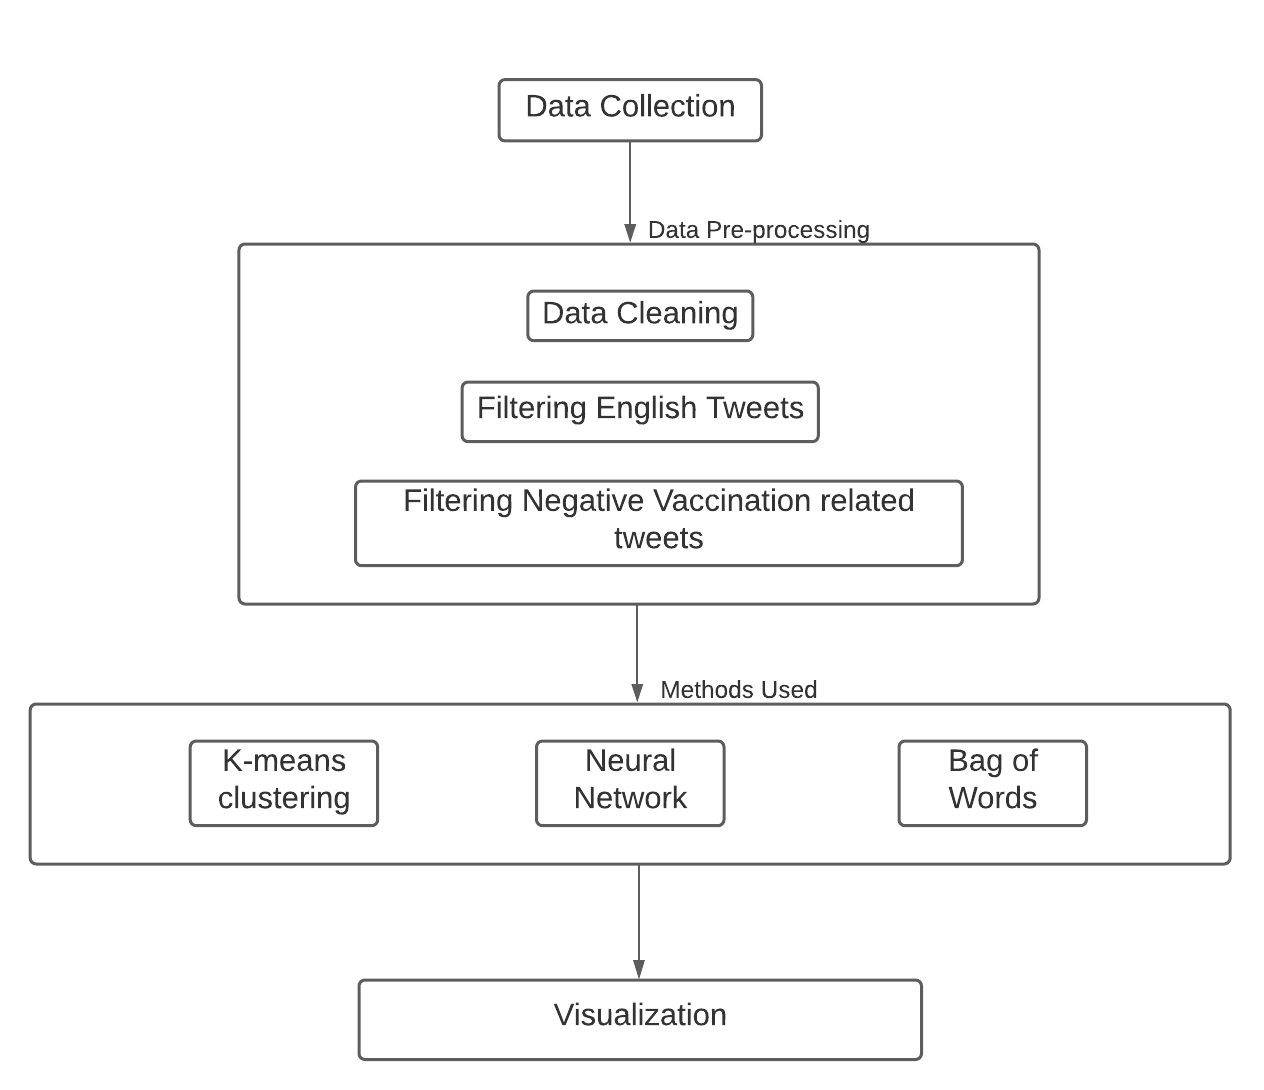 Data Collection
Data Pre-processing
Data Cleaning
Filtering English Tweets
Filtering Negative Vaccination related
tweets
Methods Used
K-means
clustering
Neural
Network
Bag of
Words
Visualization